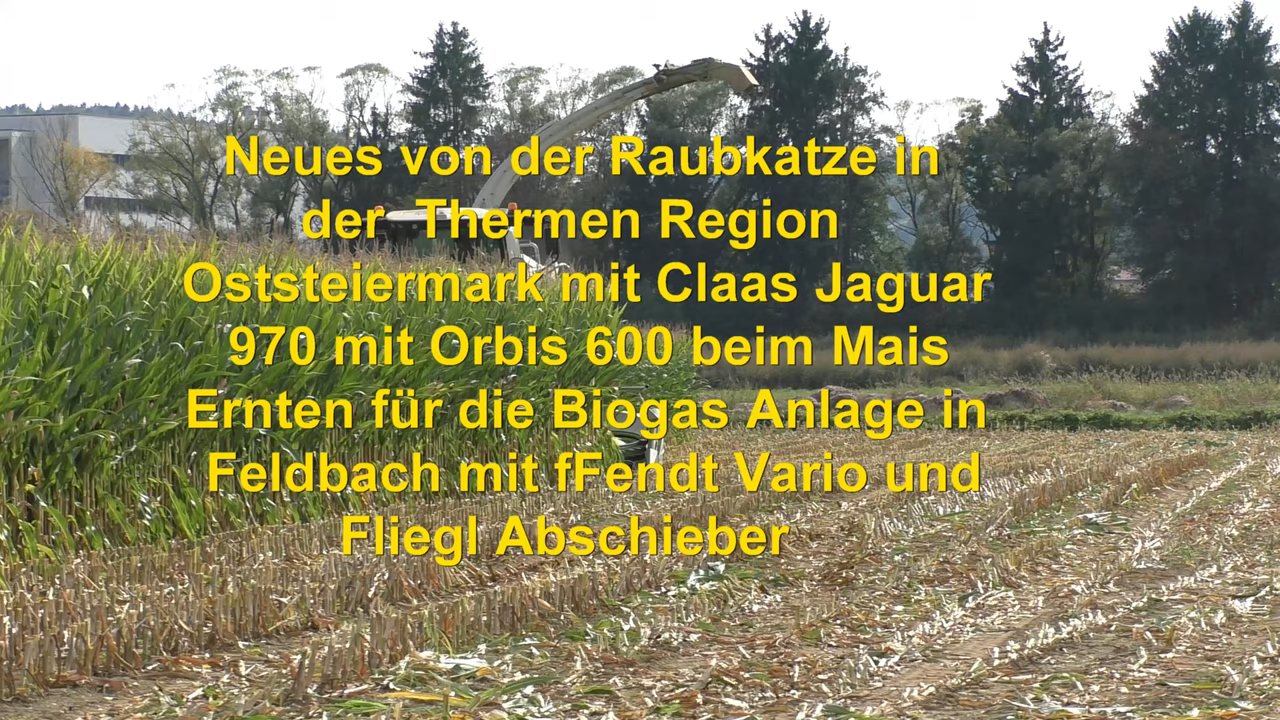 Neues von der Raubkatze in
der  Thermen Region
Oststeiermark mit Claas Jaguar
970 mit Orbis 600 beim Mais
Ernten für die Biogas Anlage in
Feldbach mit fFendt Vario und
Fliegl Abschieber